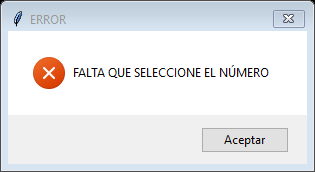 ERROR
FALTA QUE SELECCIONE EL NÚMERO
Aceptar